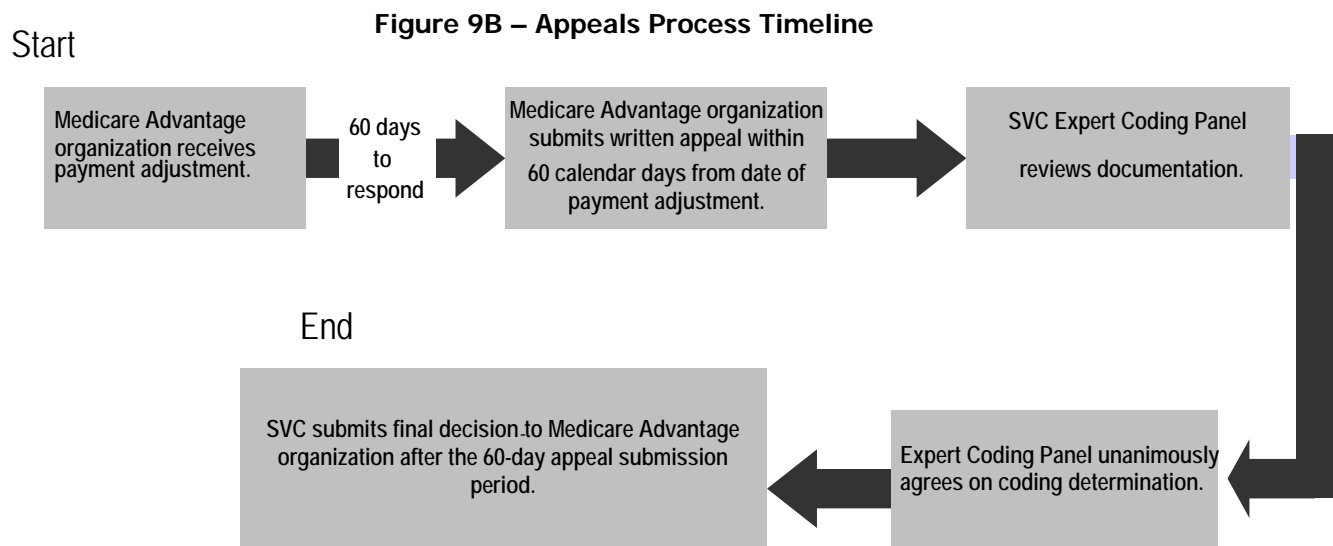 Figure 9B – Appeals Process Timeline
Start
Medicare Advantage
organization receives
payment adjustment.
60 days
to
respond
Medicare Advantage organization
submits written appeal within
60 calendar days from date of
payment adjustment.
SVC Expert Coding Panel
reviews documentation.
Expert Coding Panel unanimously
agrees on coding determination.
End
SVC submits final decision to Medicare Advantage
organization after the 60-day appeal submission
period.